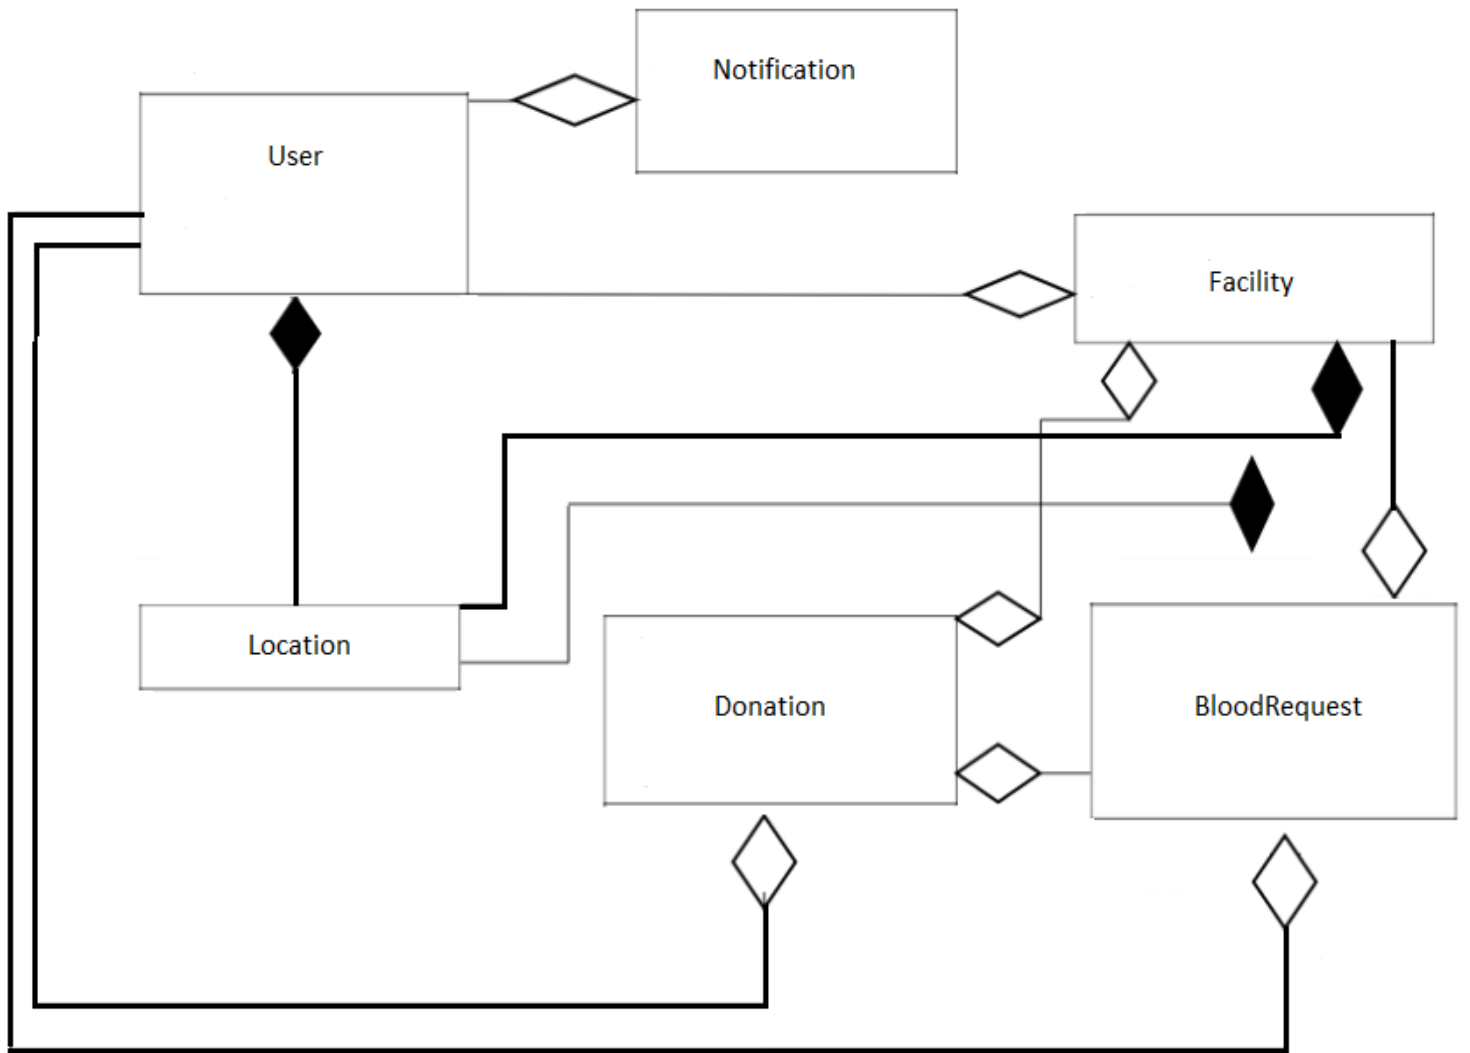 Notification
User
Facility
Location
Donation
BloodRequest